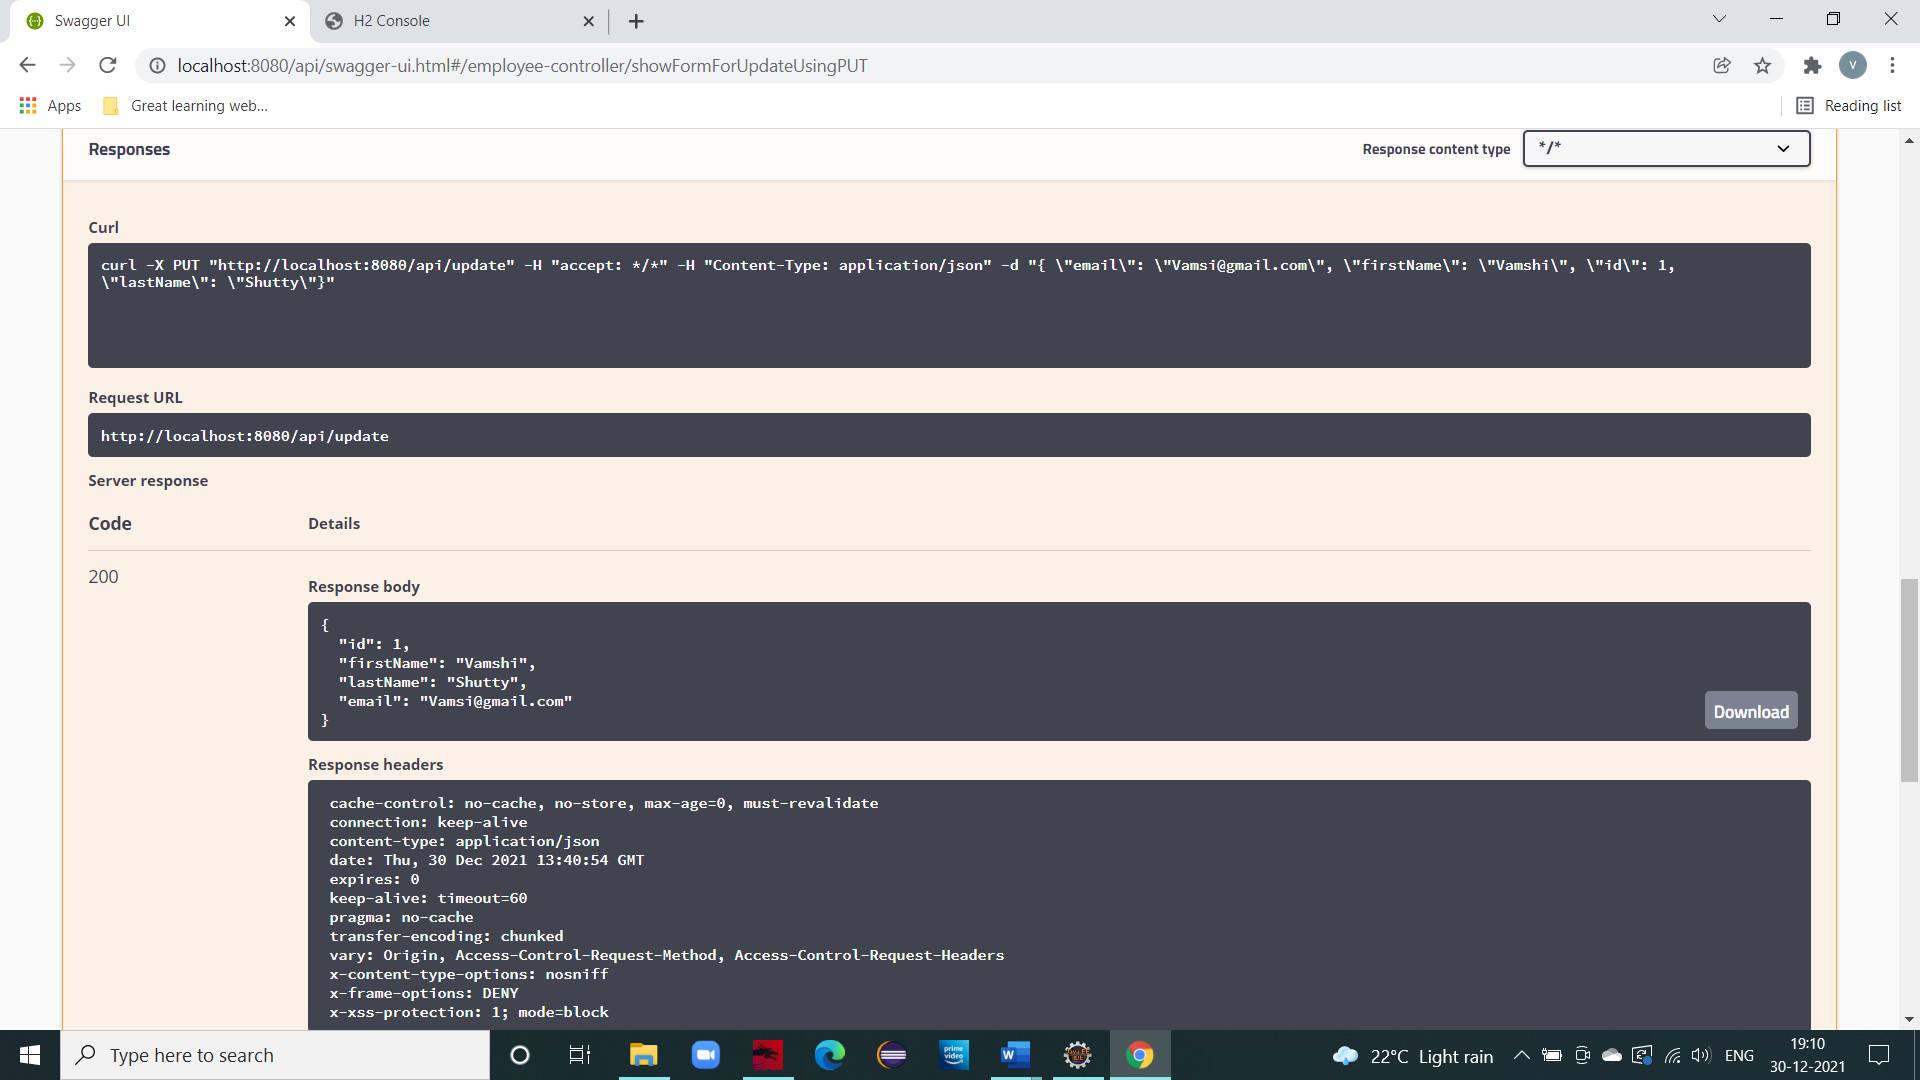 Swagger UI
H2 Console
localhost:8080/api/swagger-ui.html#/employee-controller/showFormForUpdateUsingPUT
V
Apps
Great learning web...
Reading list
Responses
Response content type
*/*
Curl
curl -X PUT "http://localhost:8080/api/update" -H "accept: */*" -H "Content-Type: application/json" -d "{ \"email\": \"Vamsi@gmail.com\", \"firstName\": \"Vamshi\", \"id\": 1,
\"lastName\": \"Shutty\"}"
Request URL
http://localhost:8080/api/update
Server response
Code
Details
200
Response body
{
"id": 1,
"firstName": "Vamshi",
"lastName": "Shutty",
"email": "Vamsi@gmail.com"
}
Download
Response headers
cache-control: no-cache, no-store, max-age=0, must-revalidate
connection: keep-alive
content-type: application/json
date: Thu, 30 Dec 2021 13:40:54 GMT
expires: 0
keep-alive: timeout=60
pragma: no-cache
transfer-encoding: chunked
vary: Origin, Access-Control-Request-Method, Access-Control-Request-Headers
x-content-type-options: nosniff
x-frame-options: DENY
x-xss-protection: 1; mode=block
Type here to search
prime
video
W
22°C Light rain
ENG
19:10
30-12-2021